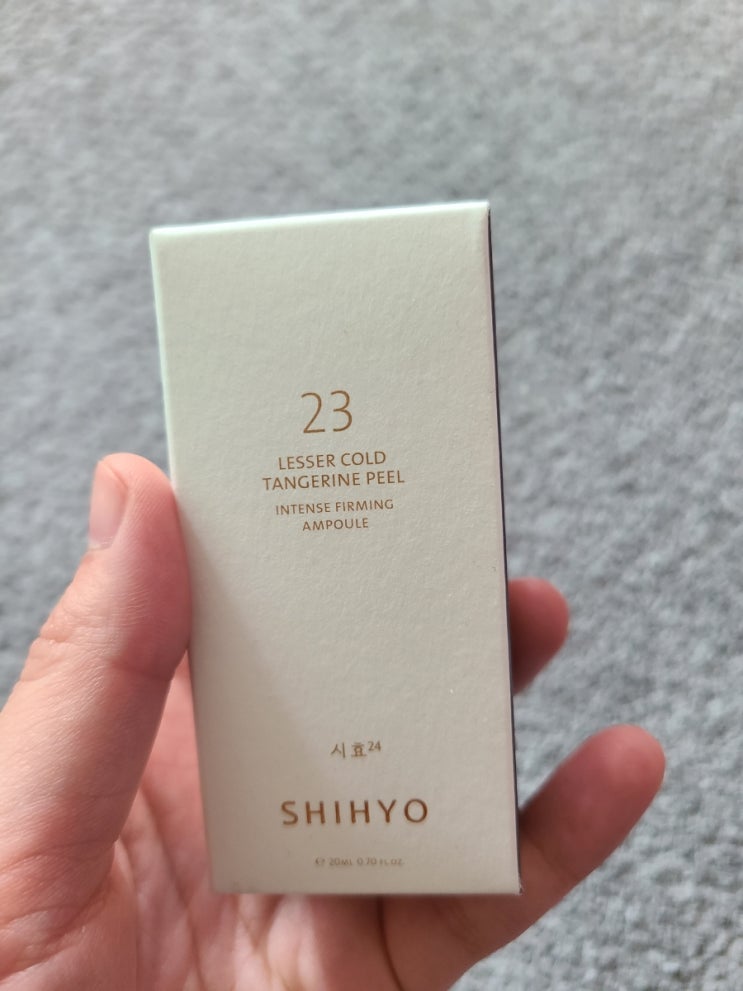 23
LESSER COLD
TANGERINE PEEL
INTENSE FIRMING
AMPOULE
시효24
SHIHYO
℮ 20ML 0.70 FL.OZ.